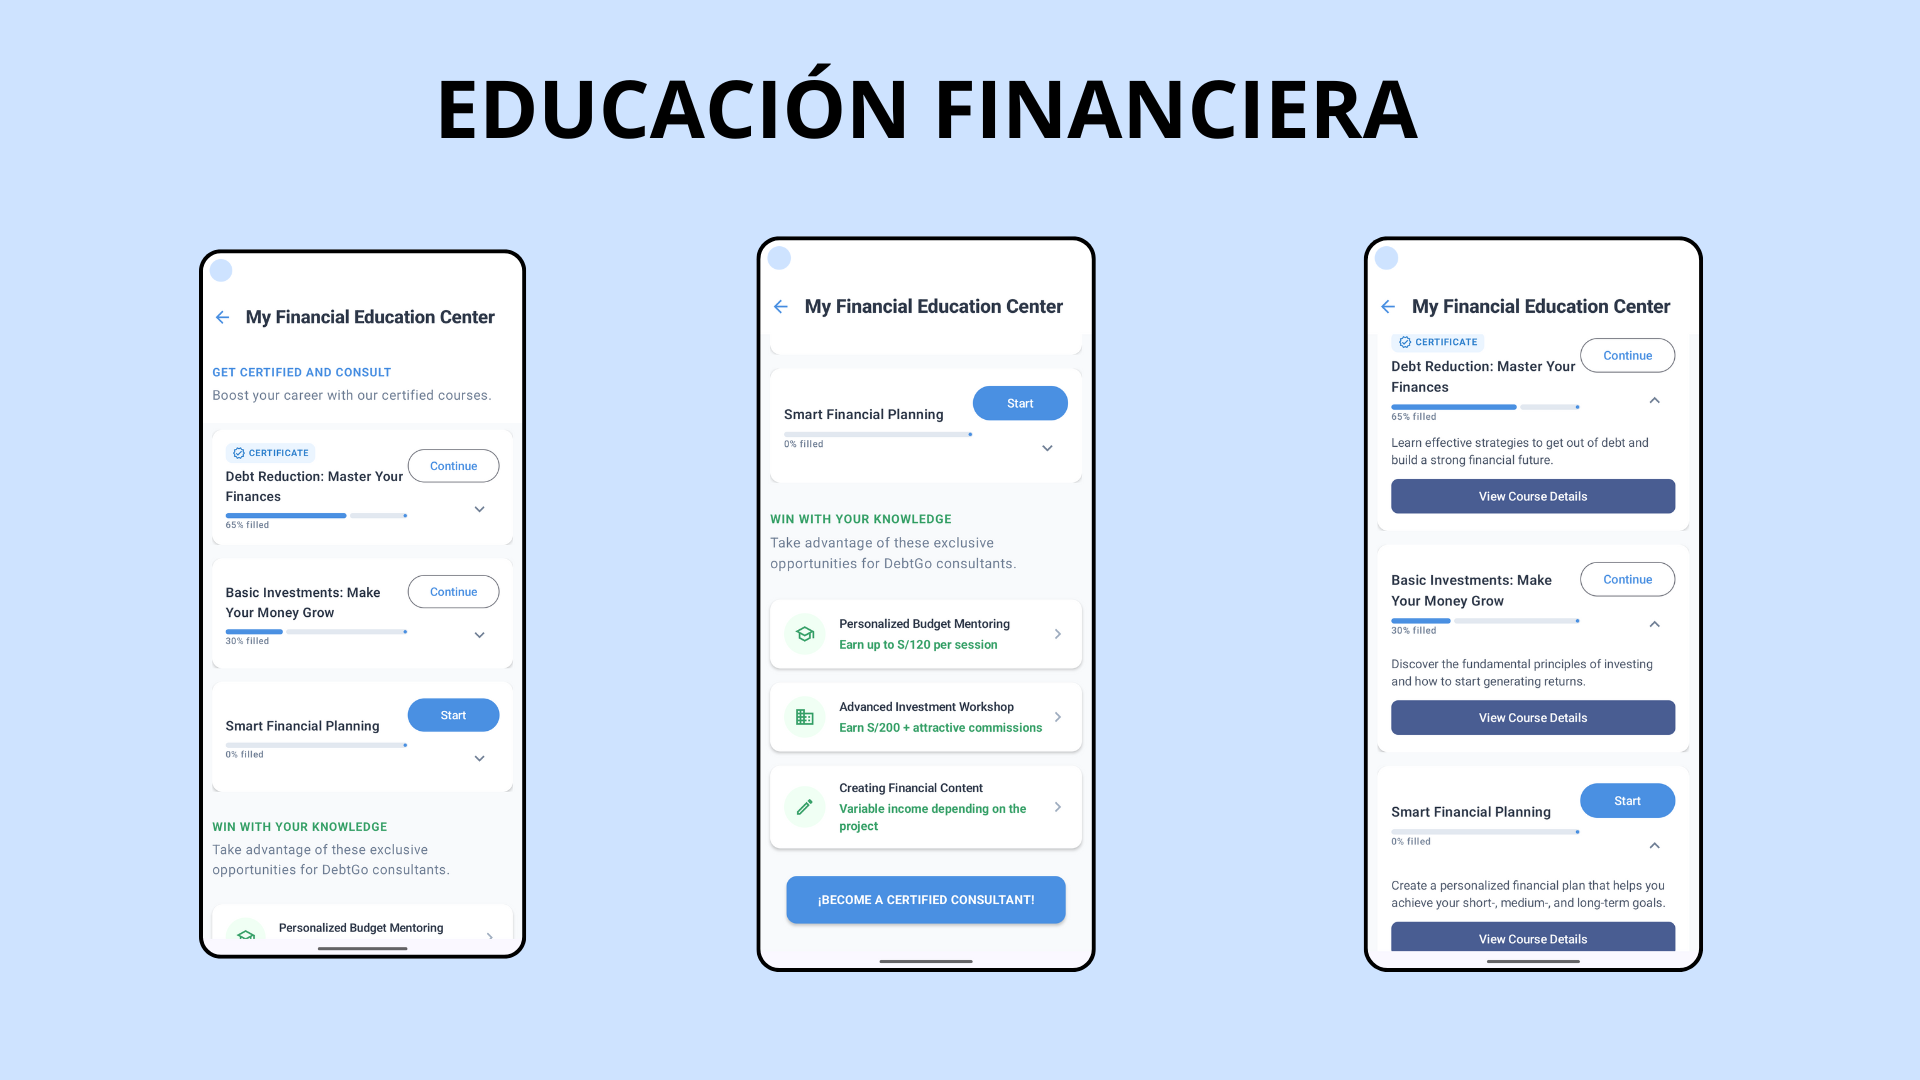 EDUCACIÓN FINANCIERA
My Financial Education Center
GET CERTIFIED AND CONSULT
Boost your career with our certified courses.
CERTIFICATE
Debt Reduction: Master Your
Finances
Continue
65% filled
Basic Investments: Make
Your Money Grow
Continue
30% filled
Smart Financial Planning
Start
0% filled
WIN WITH YOUR KNOWLEDGE
Take advantage of these exclusive
opportunities for DebtGo consultants.
Personalized Budget Mentoring
My Financial Education Center
Smart Financial Planning
Start
0% filled
WIN WITH YOUR KNOWLEDGE
Take advantage of these exclusive
opportunities for DebtGo consultants.
Personalized Budget Mentoring
Earn up to S/120 per session
Advanced Investment Workshop
Earn S/200 + attractive commissions
Creating Financial Content
Variable income depending on the
project
¡BECOME A CERTIFIED CONSULTANT!
My Financial Education Center
CERTIFICATE
Debt Reduction: Master Your
Finances
Continue
65% filled
Learn effective strategies to get out of debt and
build a strong financial future.
View Course Details
Basic Investments: Make
Your Money Grow
Continue
30% filled
Discover the fundamental principles of investing
and how to start generating returns.
View Course Details
Smart Financial Planning
Start
0% filled
Create a personalized financial plan that helps you
achieve your short-, medium-, and long-term goals.
View Course Details